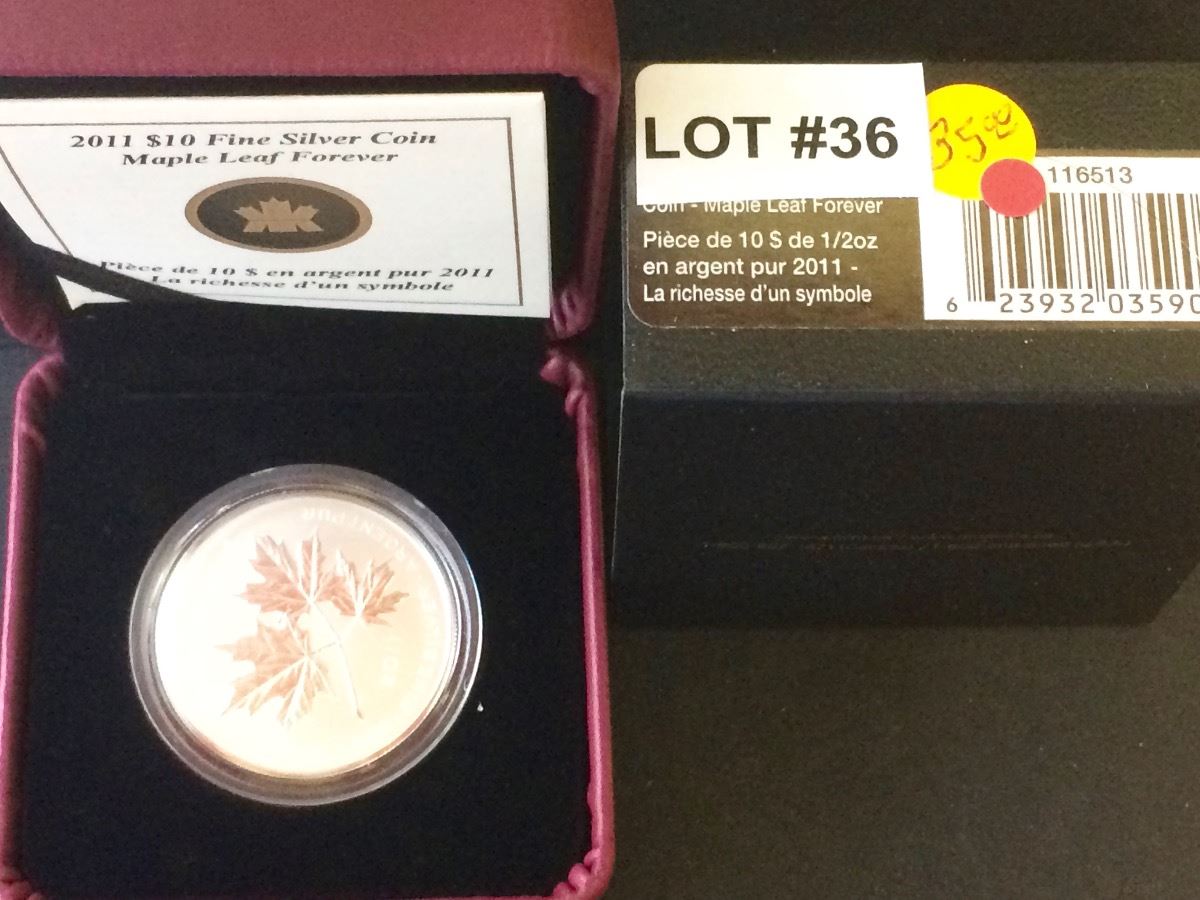 2011 $10 Fine Silver Coin
Maple Leaf Forever
Pièce de 10 $ en argent pur 2011
La richesse d'un symbole
LOT #36
35.00
116513
Coin - Maple Leaf Forever
Pièce de 10 $ de 1/2oz
en argent pur 2011 -
La richesse d'un symbole
6 23932 03590